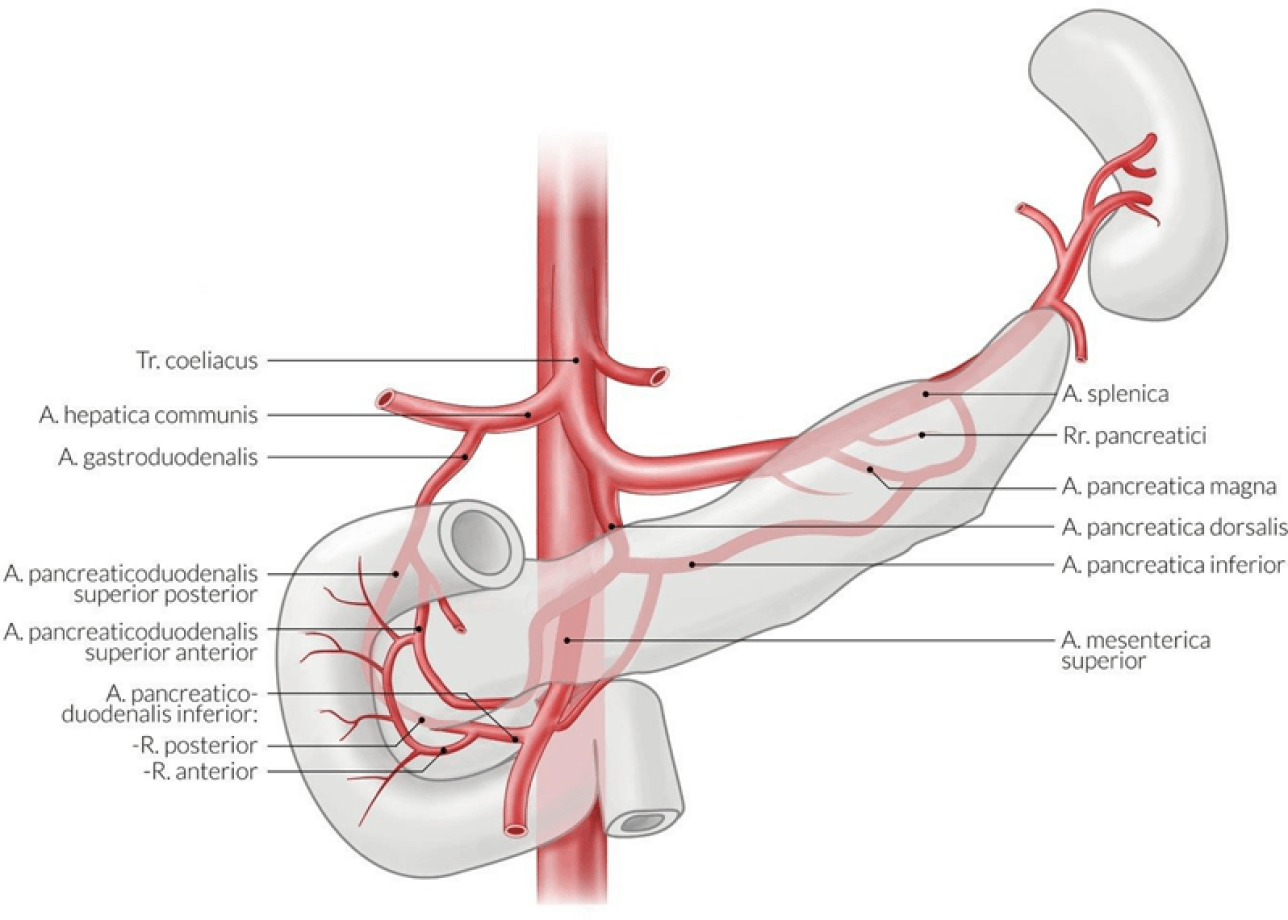 Tr. coeliacus
A. hepatica communis
A. gastroduodenalis
A. pancreaticoduodenalis
superior posterior
A. pancreaticoduodenalis
superior anterior
A. pancreatico-
duodenalis inferior:
-R. posterior
-R. anterior
A. splenica
Rr. pancreatici
A. pancreatica magna
A. pancreatica dorsalis
A. pancreatica inferior
A. mesenterica
superior